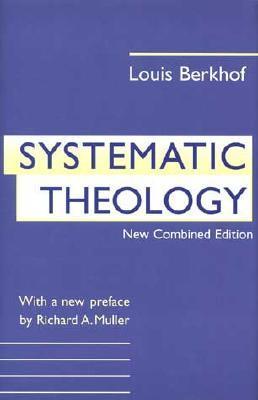 Louis Berkhof
SYSTEMATIC
THEOLOGY
New Combined Edition
With a new preface
by Richard A. Muller